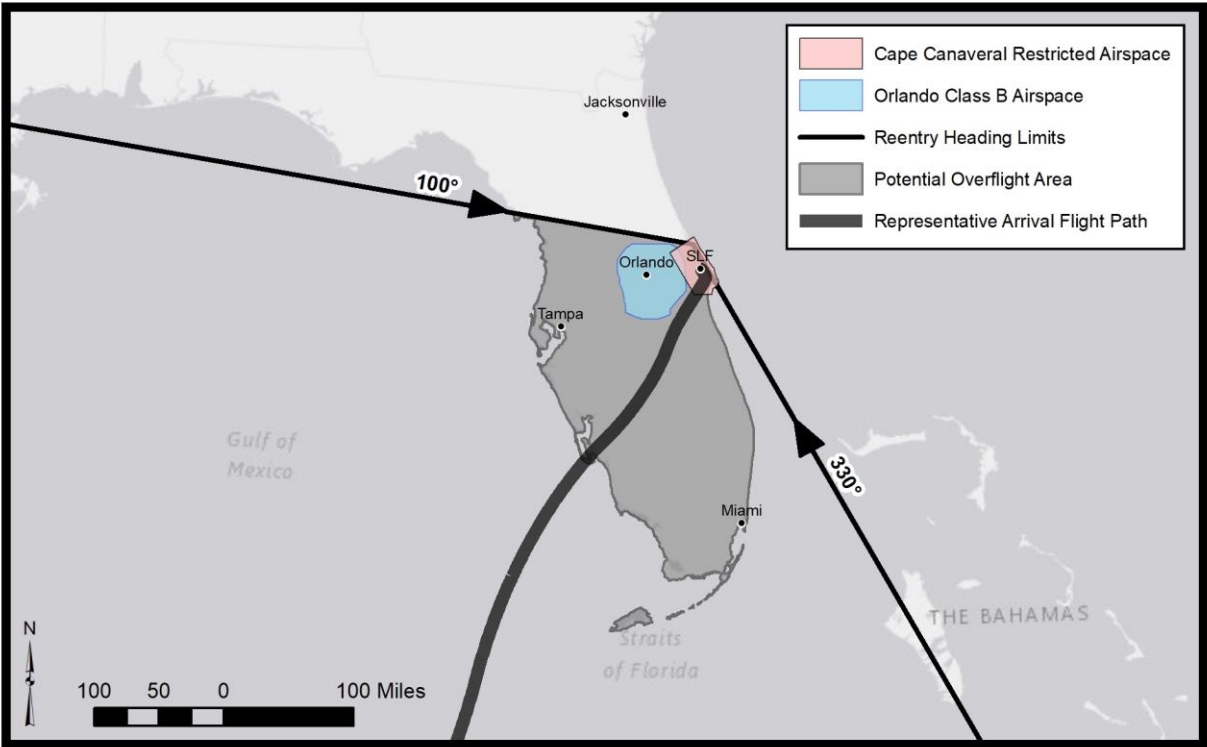 Cape Canaveral Restricted Airspace
Orlando Class B Airspace
Reentry Heading Limits
Potential Overflight Area
Representative Arrival Flight Path
Jacksonville
100°
SLF
Orlando
Tampa
Gulf of
Mexico
330°
Miami
THE BAHAMAS
Straits
of Florida
N
100 50 0 100 Miles